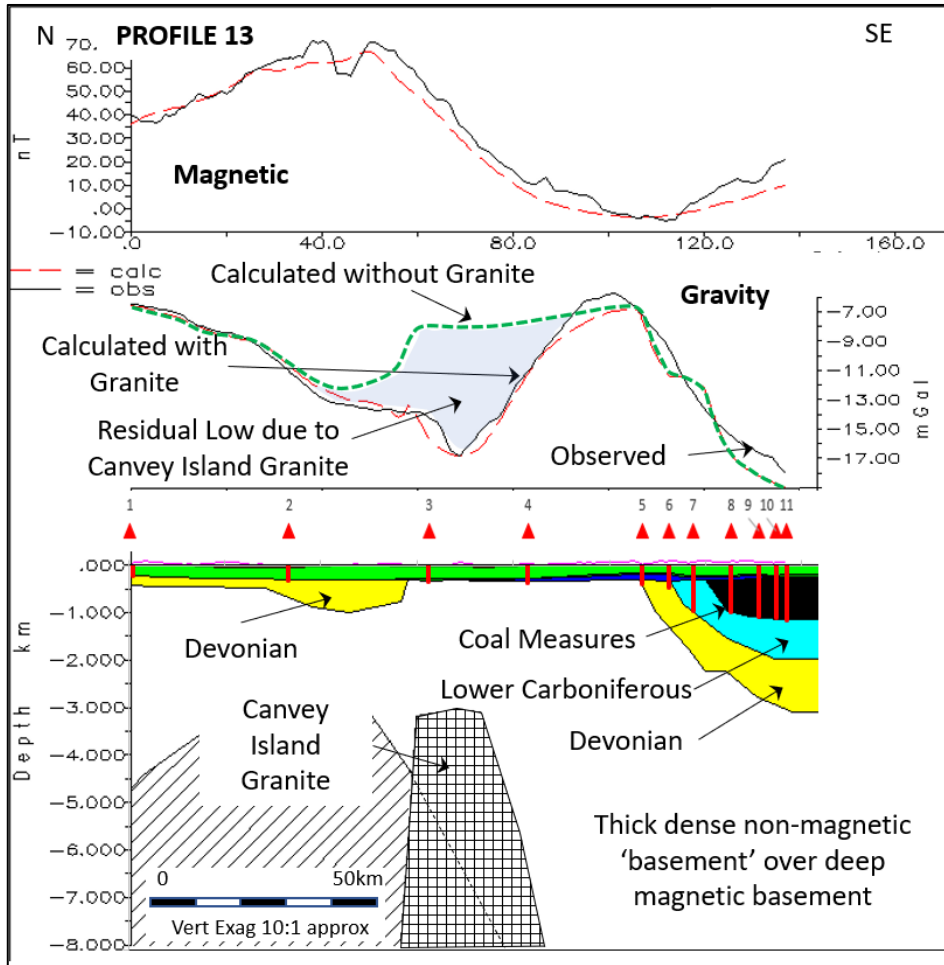 N PROFILE 13 SE
70.
60.00
50.00
40.00
30.00
20.00
10.00
.00
-10.00
nT
Magnetic
.0 40.0 80.0 120.0 160.0
calc
obs
Calculated without Granite
Gravity
Calculated with
Granite
Residual Low due to
Canvey Island Granite
Observed
-7.00
-9.00
-11.00
-13.00
-15.00
-17.00
mGal
1 2 3 4 5 6 7 8 9 10 11
.000
-1.000
-2.000
-3.000
-4.000
-5.000
-6.000
-7.000
-8.000
Depth km
Devonian
Coal Measures
Lower Carboniferous
Devonian
Canvey
Island
Granite
Thick dense non-magnetic
‘basement’ over deep
magnetic basement
0 50km
Vert Exag 10:1 approx